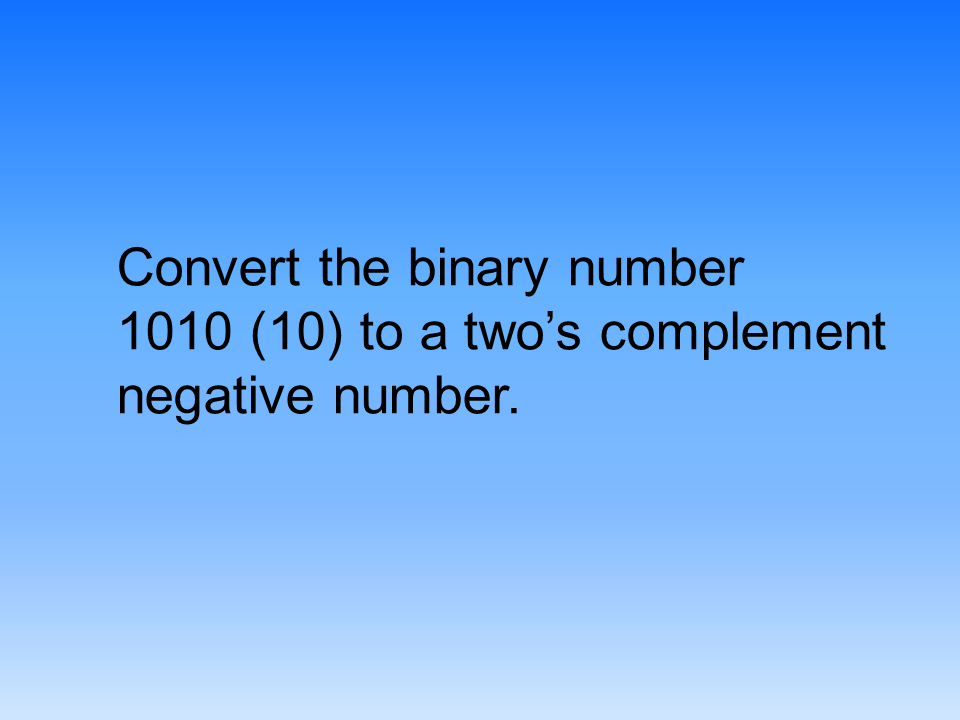 Convert the binary number
1010 (10) to a two’s complement
negative number.